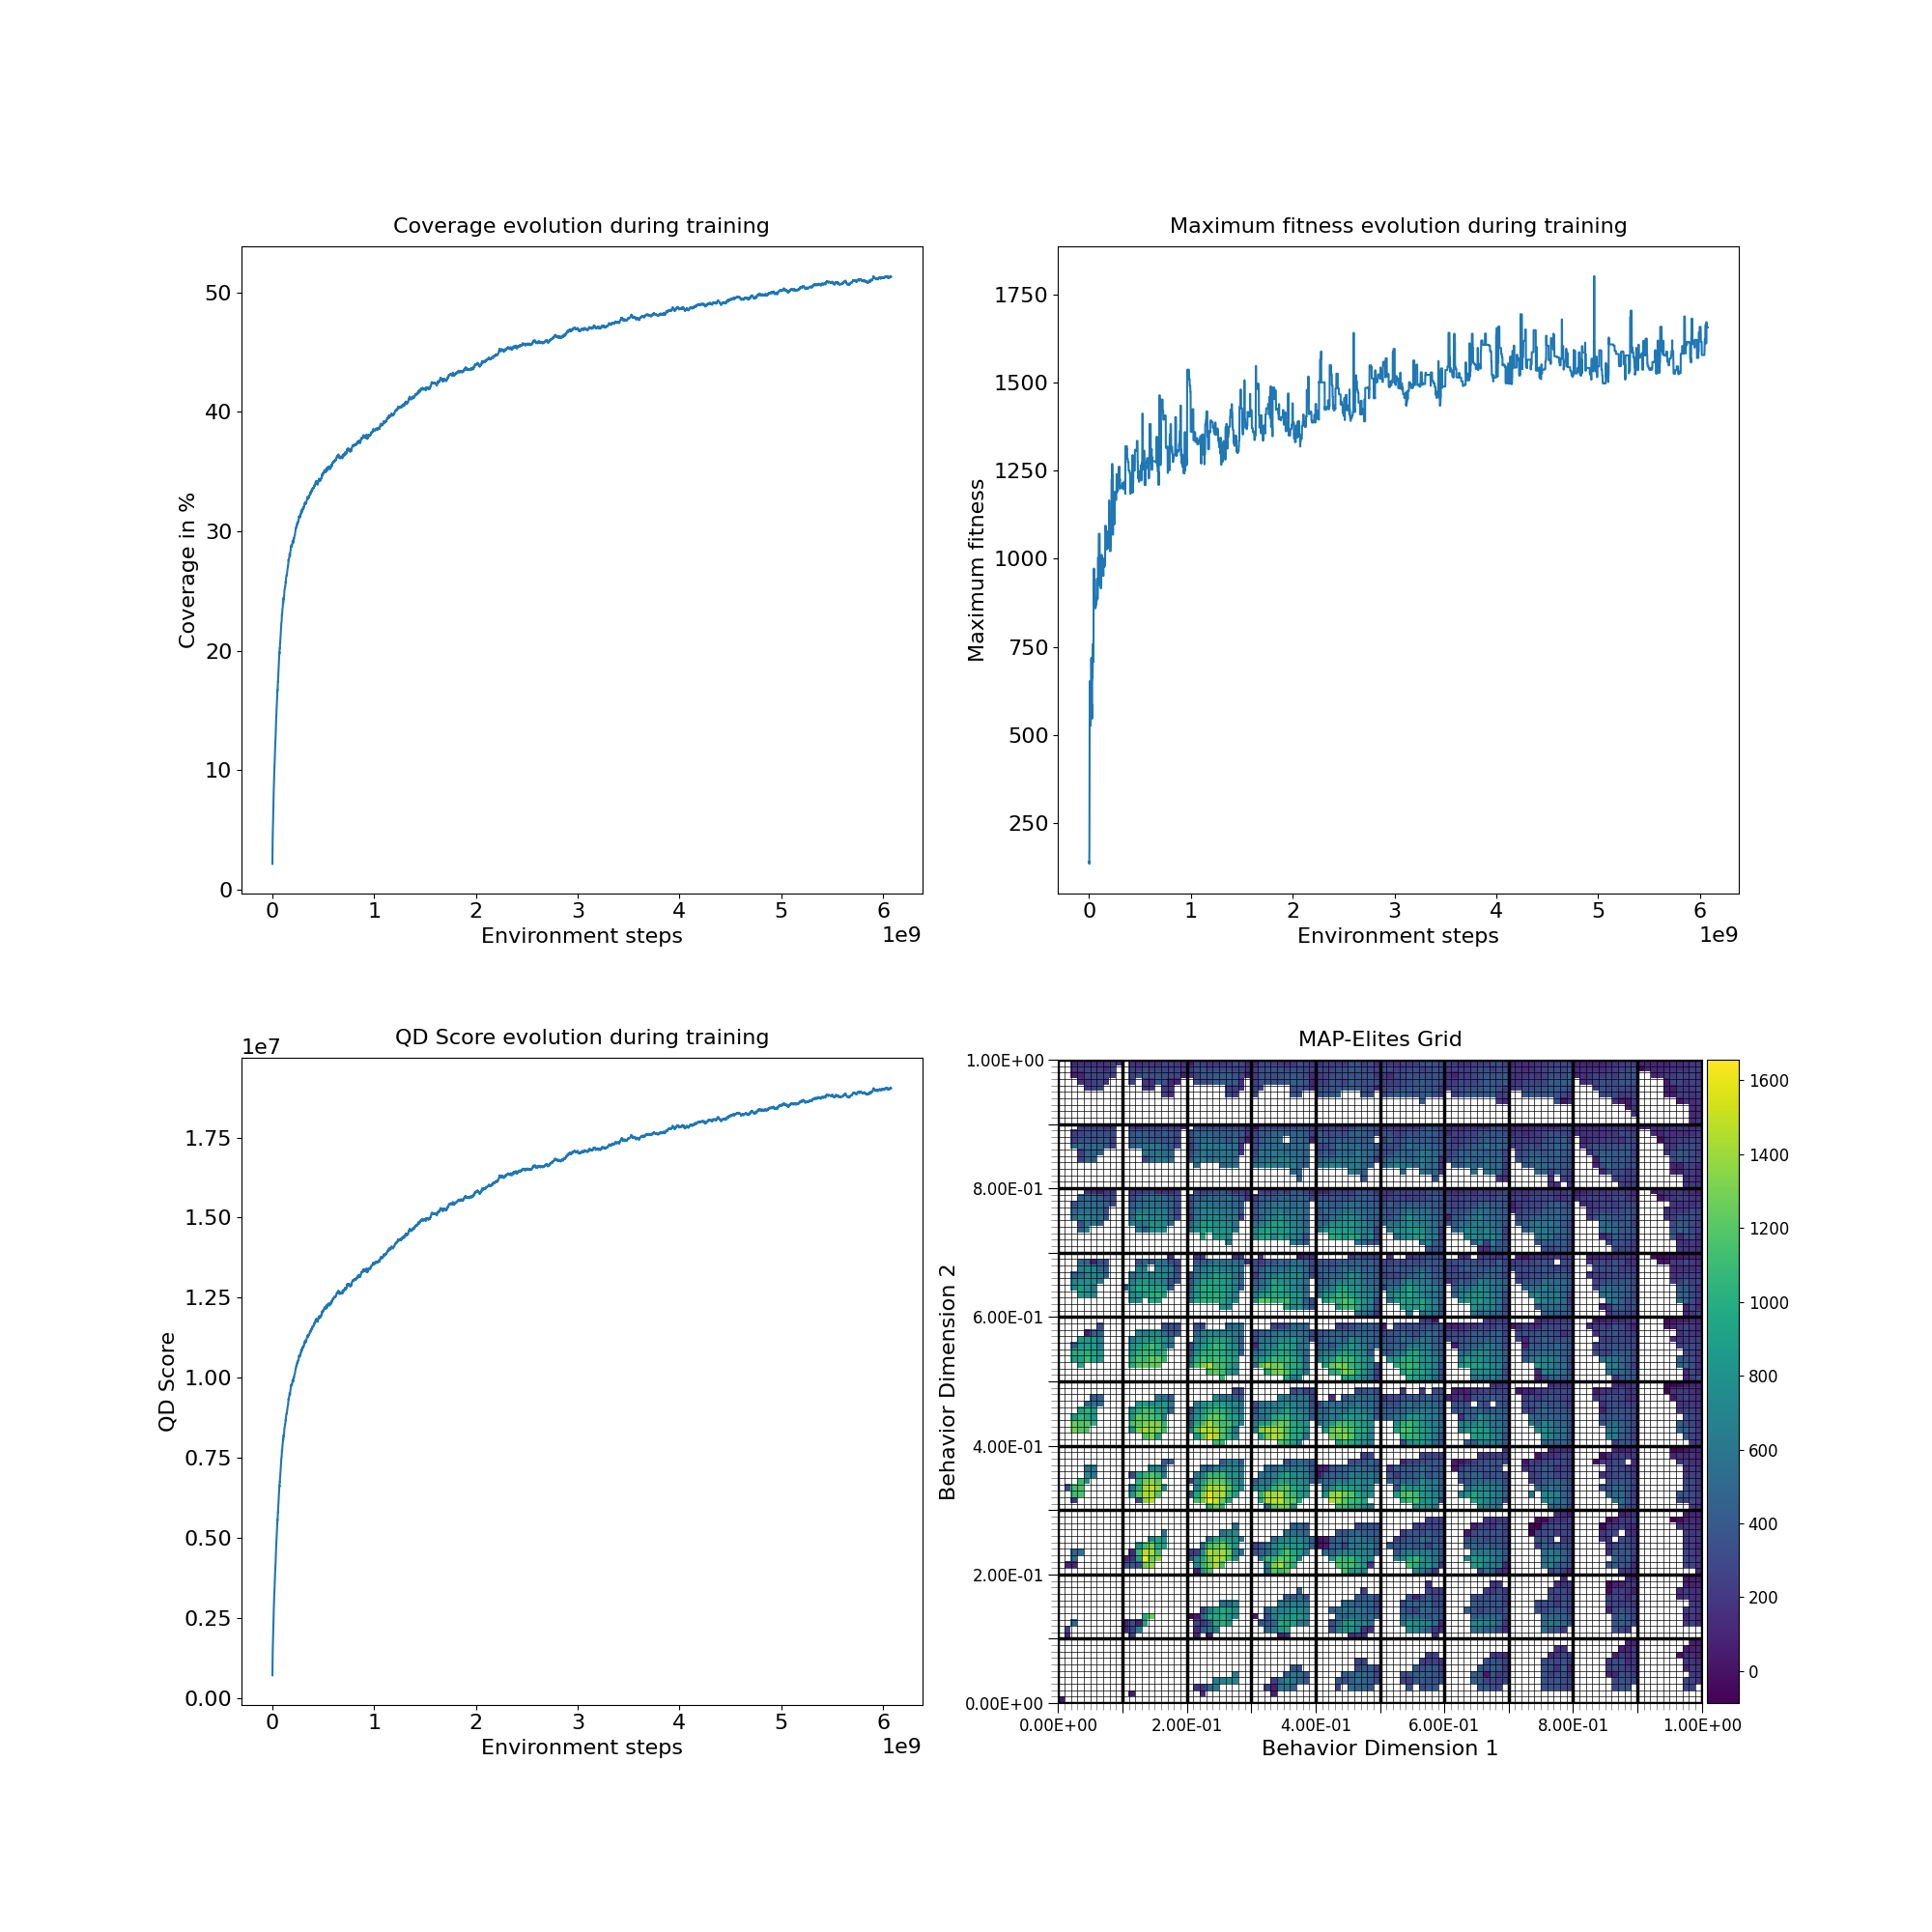 Coverage evolution during training
Coverage in %
50
40
30
20
10
0
0 1 2 3 4 5 6
1e9
Environment steps
Maximum fitness evolution during training
Maximum fitness
1750
1500
1250
1000
750
500
250
0 1 2 3 4 5 6
1e9
Environment steps
QD Score evolution during training
1e7
QD Score
1.75
1.50
1.25
1.00
0.75
0.50
0.25
0.00
0 1 2 3 4 5 6
1e9
Environment steps
MAP-Elites Grid
Behavior Dimension 2
1.00E+00
8.00E-01
6.00E-01
4.00E-01
2.00E-01
0.00E+00
0.00E+00 2.00E-01 4.00E-01 6.00E-01 8.00E-01 1.00E+00
Behavior Dimension 1
1600
1400
1200
1000
800
600
400
200
0